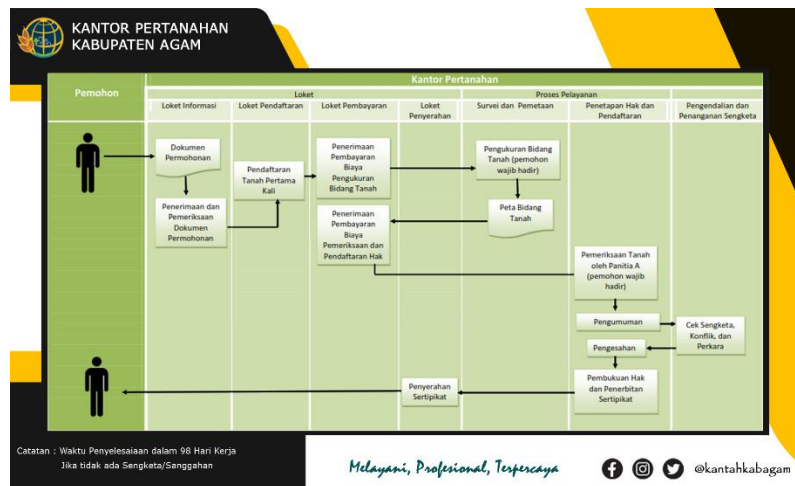 KANTOR PERTANAHAN
KABUPATEN AGAM
Pemohon
Kantor Pertanahan
Loket
Proses Pelayanan
Loket Informasi
Loket Pendaftaran
Loket Pembayaran
Loket
Penyerahan
Survei dan Pemetaan
Penetapan Hak dan
Pendaftaran
Pengendalian dan
Penanganan Sengketa
Dokumen
Permohonan
Penerimaan dan
Pemeriksaan
Dokumen
Permohonan
Pendaftaran
Tanah Pertama
Kali
Penerimaan
Pembayaran
Biaya
Pengukuran
Bidang Tanah
Penerimaan
Pembayaran
Biaya
Pemeriksaan dan
Pendaftaran Hak
Pengukuran Bidang
Tanah (pemohon
wajib hadir)
Peta Bidang
Tanah
Pemeriksaan Tanah
oleh Panitia A
(pemohon wajib
hadir)
Pengumuman
Cek Sengketa,
Konflik, dan
Perkara
Pengesahan
Pembukuan Hak
dan Penerbitan
Sertipikat
Penyerahan
Sertipikat
Catatan : Waktu Penyelesaiaan dalam 98 Hari Kerja
Jika tidak ada Sengketa/Sanggahan
Melayani, Profesional, Terpercaya
@kantahkabagam